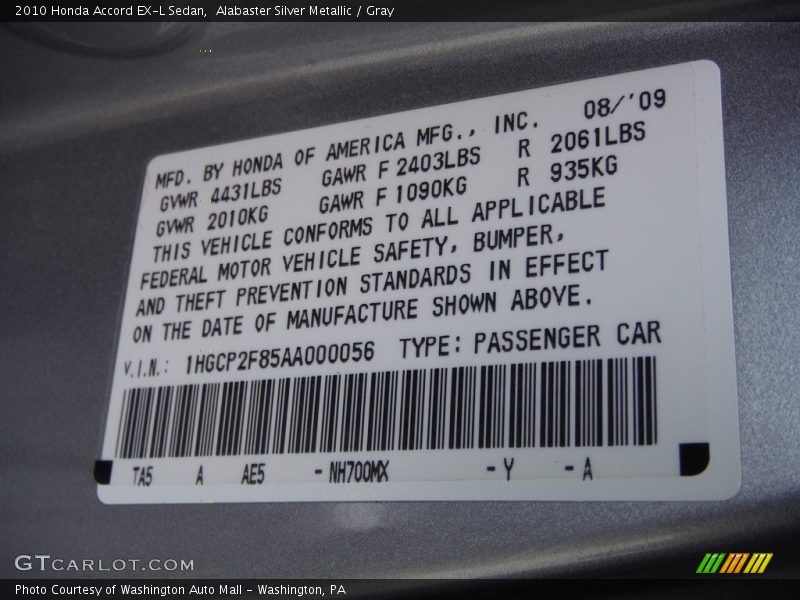 2010 Honda Accord EX-L Sedan,  Alabaster Silver Metallic / Gray
MFD. BY HONDA OF AMERICA MFG., INC. 08/'09
GVWR 4431LBS GAWR F 2403LBS R 2061LBS
GVWR 2010KG GAWR F 1090KG R 935KG
THIS VEHICLE CONFORMS TO ALL APPLICABLE
FEDERAL MOTOR VEHICLE SAFETY, BUMPER,
AND THEFT PREVENTION STANDARDS IN EFFECT
ON THE DATE OF MANUFACTURE SHOWN ABOVE.
V.I.N.: 1HGCP2F85AA000056 TYPE: PASSENGER CAR
TA5 A AE5 -NH700MX -Y -A
GTCARLOT.COM
Photo Courtesy of Washington Auto Mall - Washington, PA